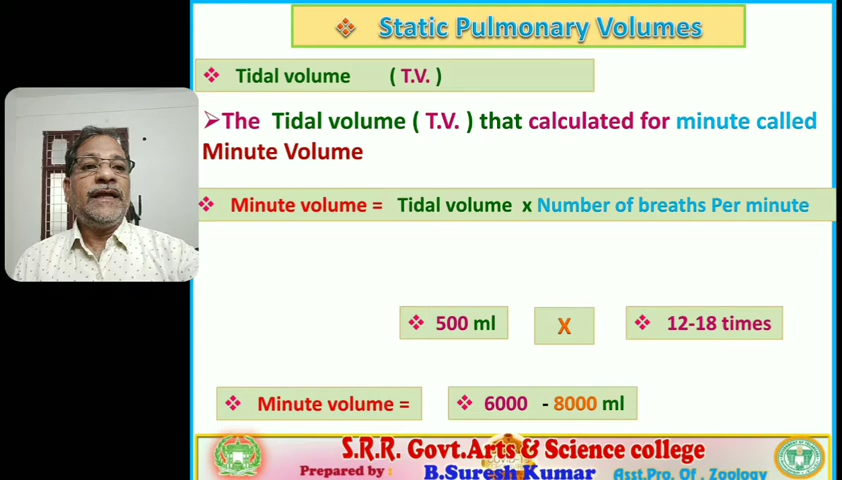 Static Pulmonary Volumes
Tidal volume ( T.V. )
The Tidal volume ( T.V. ) that calculated for minute called
Minute Volume
Minute volume = Tidal volume x Number of breaths Per minute
500 ml X 12-18 times
Minute volume = 6000 - 8000 ml
S.R.R. Govt.Arts & Science college
Prepared by : B.Suresh Kumar Asst.Pro. Of . Zoology